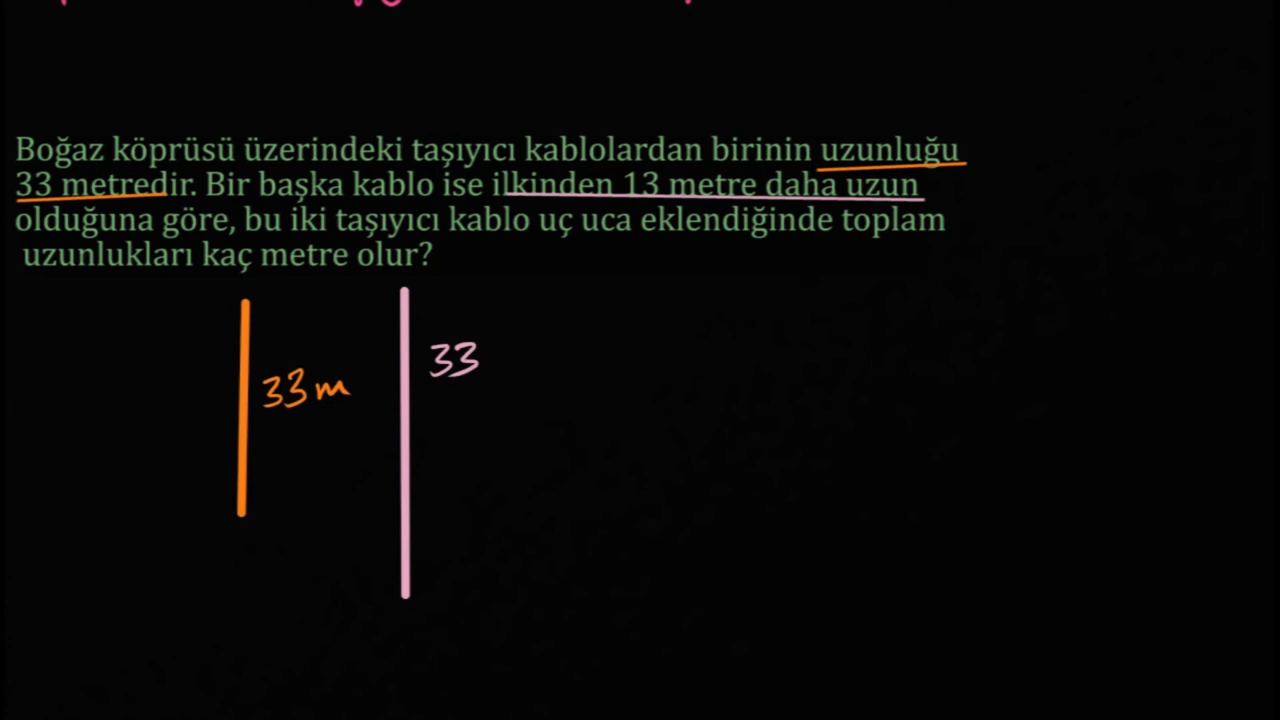 Boğaz köprüsü üzerindeki taşıyıcı kablolardan birinin uzunluğu
33 metredir. Bir başka kablo ise ilkinden 13 metre daha uzun
olduğuna göre, bu iki taşıyıcı kablo uç uca eklendiğinde toplam
uzunlukları kaç metre olur?
33
33m